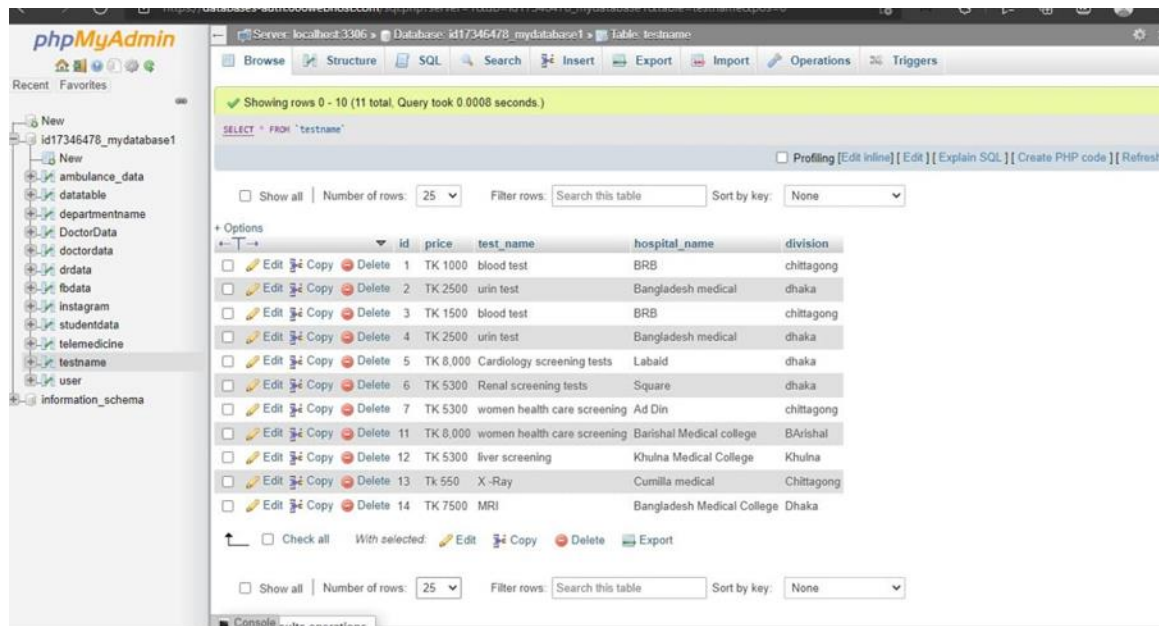 phpMyAdmin
Recent Favorites
New
id17346478_mydatabase1
New
ambulance_data
datatable
departmentname
DoctorData
doctordata
drdata
fbdata
instagram
studentdata
telemedicine
testname
user
information_schema
Server: localhost:3306 » Database: id17346478_mydatabase1 » Table: testname
Browse Structure SQL Search Insert Export Import Operations Triggers
Showing rows 0 - 10 (11 total, Query took 0.0008 seconds.)
SELECT * FROM `testname`
Profiling [Edit inline] [ Edit ] [ Explain SQL ] [ Create PHP code ] [ Refresh
Show all | Number of rows: 25 Filter rows: Search this table Sort by key: None
+ Options
←T→ id price test_name hospital_name division
Edit Copy Delete 1 TK 1000 blood test BRB chittagong
Edit Copy Delete 2 TK 2500 urin test Bangladesh medical dhaka
Edit Copy Delete 3 TK 1500 blood test BRB chittagong
Edit Copy Delete 4 TK 2500 urin test Bangladesh medical dhaka
Edit Copy Delete 5 TK 8,000 Cardiology screening tests Labaid dhaka
Edit Copy Delete 6 TK 5300 Renal screening tests Square dhaka
Edit Copy Delete 7 TK 5300 women health care screening Ad Din chittagong
Edit Copy Delete 11 TK 8,000 women health care screening Barishal Medical college BArishal
Edit Copy Delete 12 TK 5300 liver screening Khulna Medical College Khulna
Edit Copy Delete 13 Tk 550 X -Ray Cumilla medical Chittagong
Edit Copy Delete 14 TK 7500 MRI Bangladesh Medical College Dhaka
Check all With selected: Edit Copy Delete Export
Show all | Number of rows: 25 Filter rows: Search this table Sort by key: None
Console